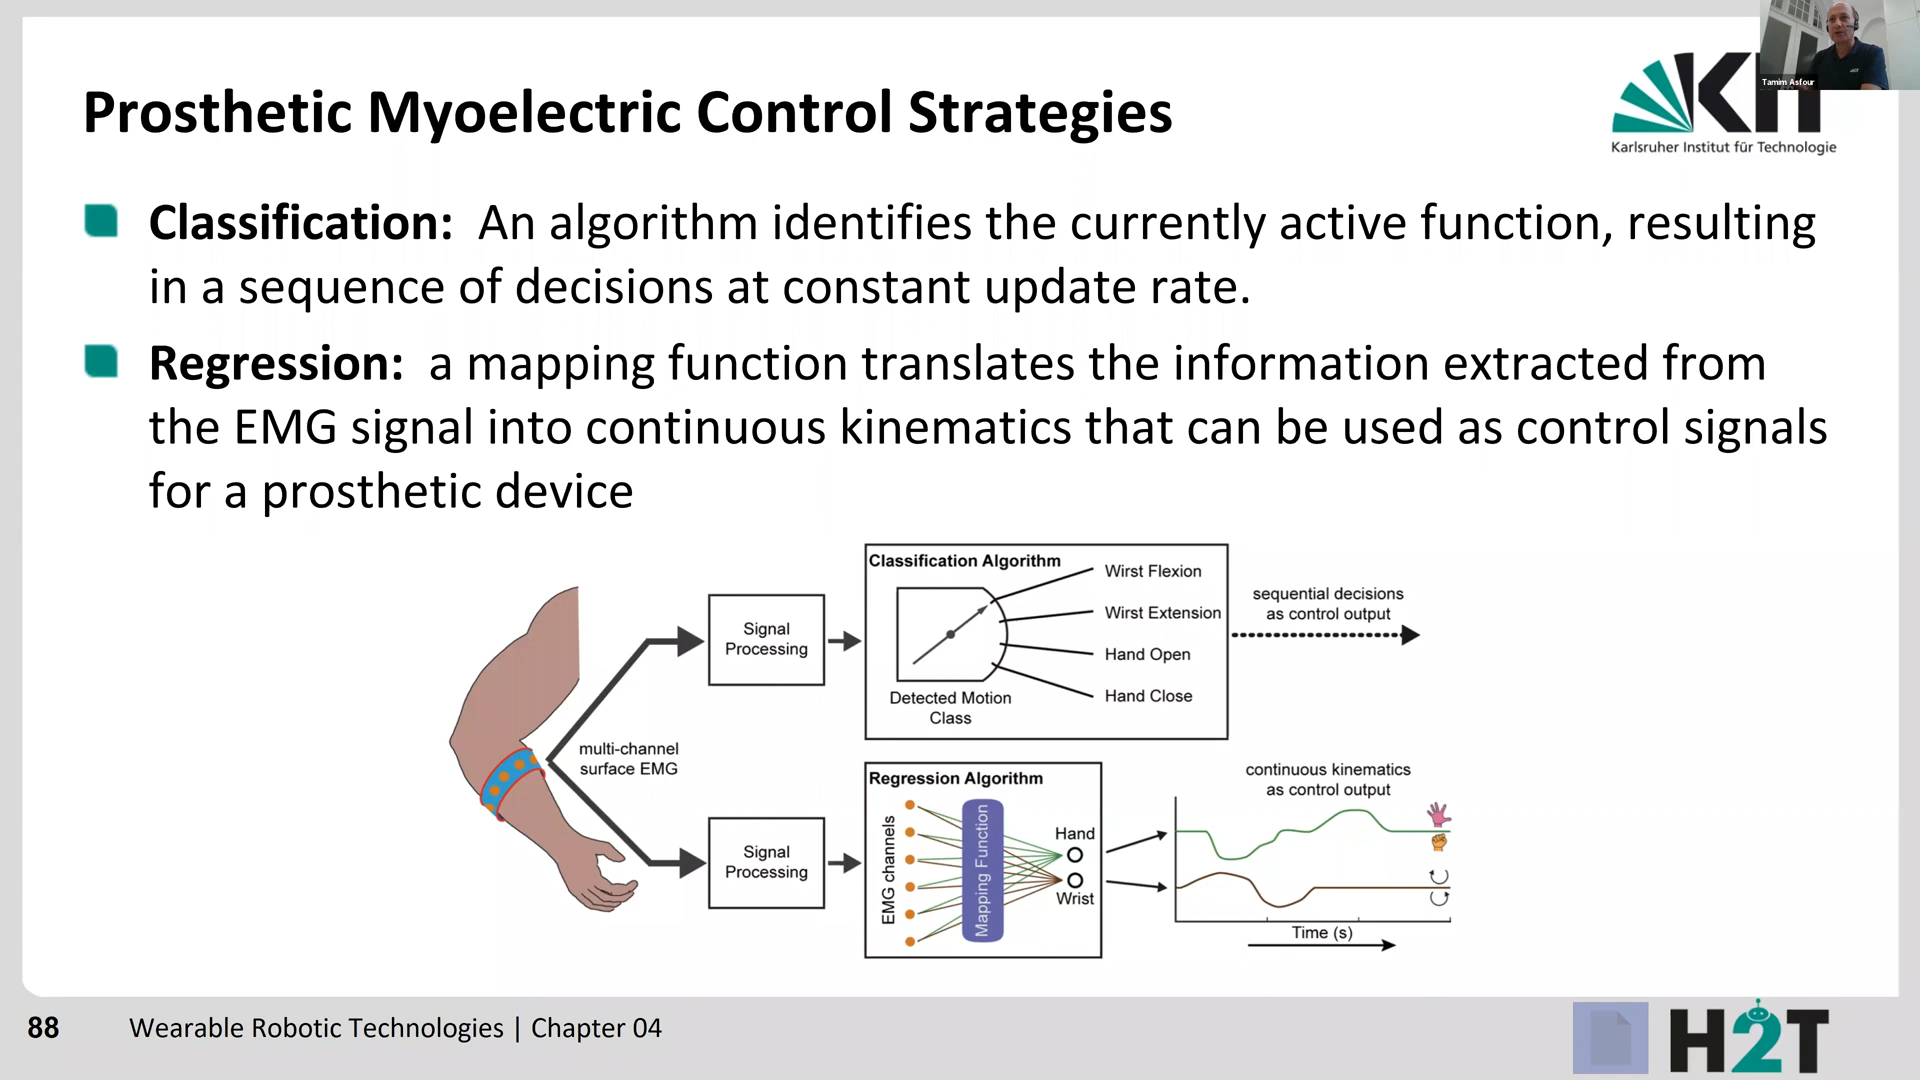 Tamim Asfour
KIT
Karlsruher Institut für Technologie
Prosthetic Myoelectric Control Strategies
Classification: An algorithm identifies the currently active function, resulting
in a sequence of decisions at constant update rate.
Regression: a mapping function translates the information extracted from
the EMG signal into continuous kinematics that can be used as control signals
for a prosthetic device
multi-channel
surface EMG
Signal
Processing
Classification Algorithm
Detected Motion
Class
Wirst Flexion
Wirst Extension
Hand Open
Hand Close
sequential decisions
as control output
Signal
Processing
Regression Algorithm
EMG channels
Mapping Function
Hand
Wrist
continuous kinematics
as control output
Time (s)
88
Wearable Robotic Technologies | Chapter 04
H2T